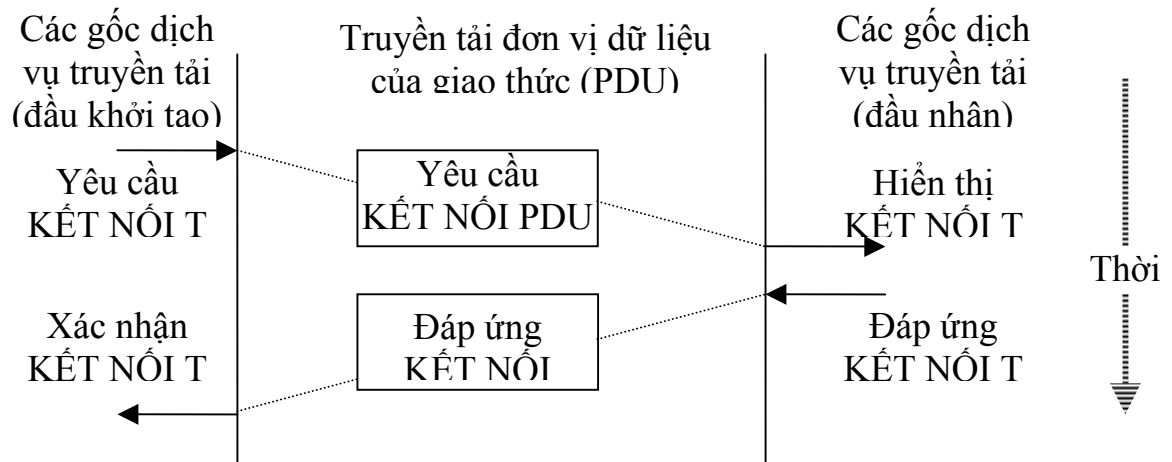 Các gốc dịch
vụ truyền tải
(đầu khởi tao)
Truyền tải đơn vị dữ liệu
của giao thức (PDU)
Các gốc dịch
vụ truyền tải
(đầu nhân)
Yêu cầu
KẾT NỐI T
Yêu cầu
KẾT NỐI PDU
Hiển thị
KẾT NỐI T
Thời
Xác nhận
KẾT NỐI T
Đáp ứng
KẾT NỐI
Đáp ứng
KẾT NỐI T